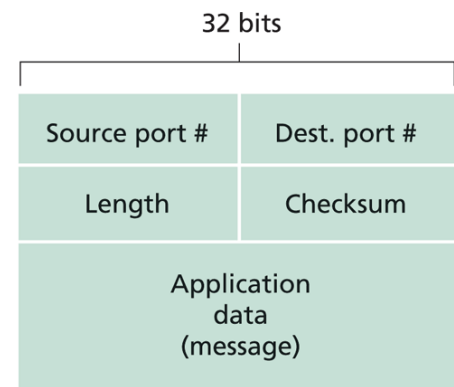 32 bits
Source port # Dest. port #
Length Checksum
Application
data
(message)